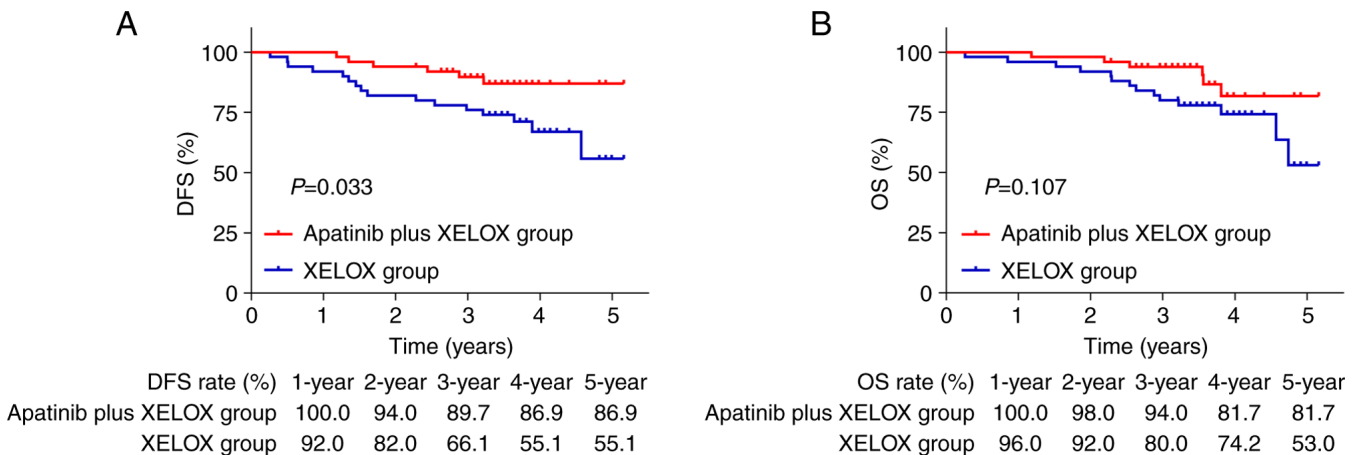 A
100
75
50
25
0
DFS (%)
P=0.033
Apatinib plus XELOX group
XELOX group
0 1 2 3 4 5
Time (years)
DFS rate (%) 1-year 2-year 3-year 4-year 5-year
Apatinib plus XELOX group 100.0 94.0 89.7 86.9 86.9
XELOX group 92.0 82.0 66.1 55.1 55.1
B
100
75
50
25
0
OS (%)
P=0.107
Apatinib plus XELOX group
XELOX group
0 1 2 3 4 5
Time (years)
OS rate (%) 1-year 2-year 3-year 4-year 5-year
Apatinib plus XELOX group 100.0 98.0 94.0 81.7 81.7
XELOX group 96.0 92.0 80.0 74.2 53.0